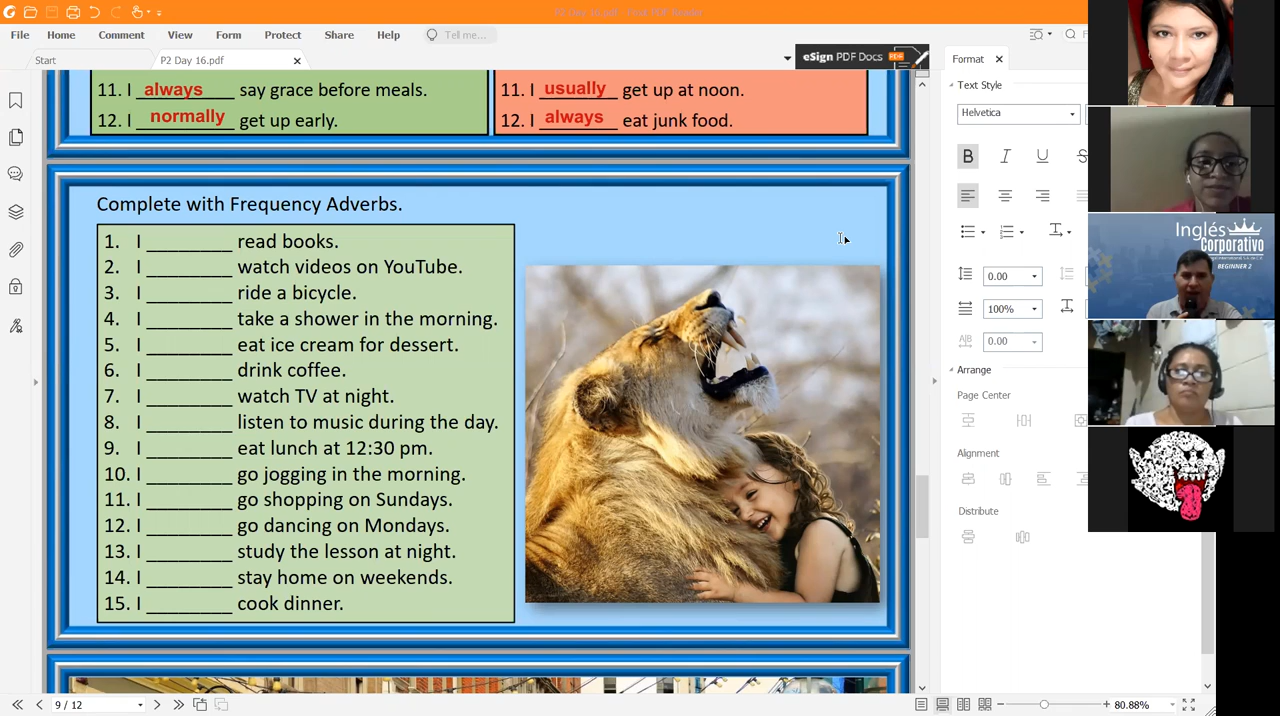 File Home Comment View Form Protect Share Help Tell me...
eSign PDF Docs
Start P2 Day 16.pdf
11. I always say grace before meals.
12. I normally get up early.
11. I usually get up at noon.
12. I always eat junk food.
Complete with Frequency Adverbs.
1. I ________ read books.
2. I ________ watch videos on YouTube.
3. I ________ ride a bicycle.
4. I ________ take a shower in the morning.
5. I ________ eat ice cream for dessert.
6. I ________ drink coffee.
7. I ________ watch TV at night.
8. I ________ listen to music during the day.
9. I ________ eat lunch at 12:30 pm.
10. I ________ go jogging in the morning.
11. I ________ go shopping on Sundays.
12. I ________ go dancing on Mondays.
13. I ________ study the lesson at night.
14. I ________ stay home on weekends.
15. I ________ cook dinner.
Format
Text Style
Helvetica
B I U S
0.00
100%
0.00
Arrange
Page Center
Alignment
Distribute
Inglés
Corporativo
BEGINNER 2
9 / 12
80.88%